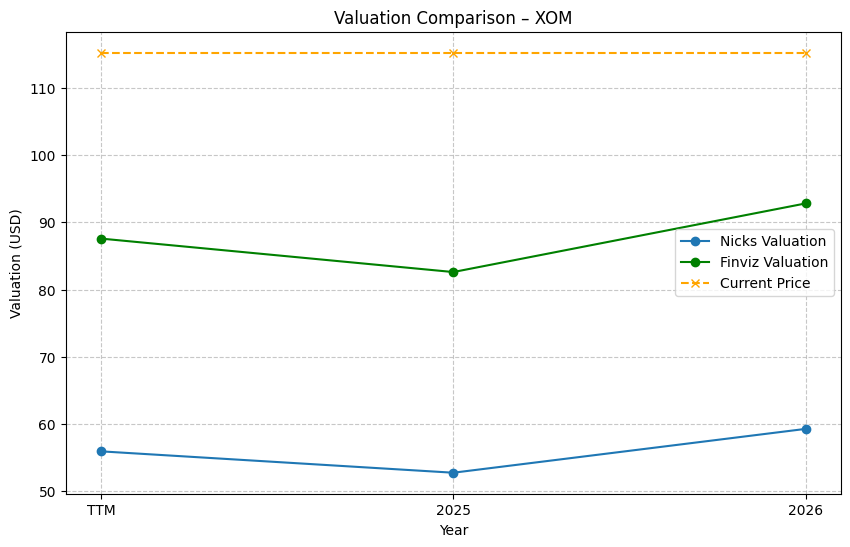 Valuation Comparison – XOM
Valuation (USD)
110
100
90
80
70
60
50
Nicks Valuation
Finviz Valuation
Current Price
TTM
2025
2026
Year